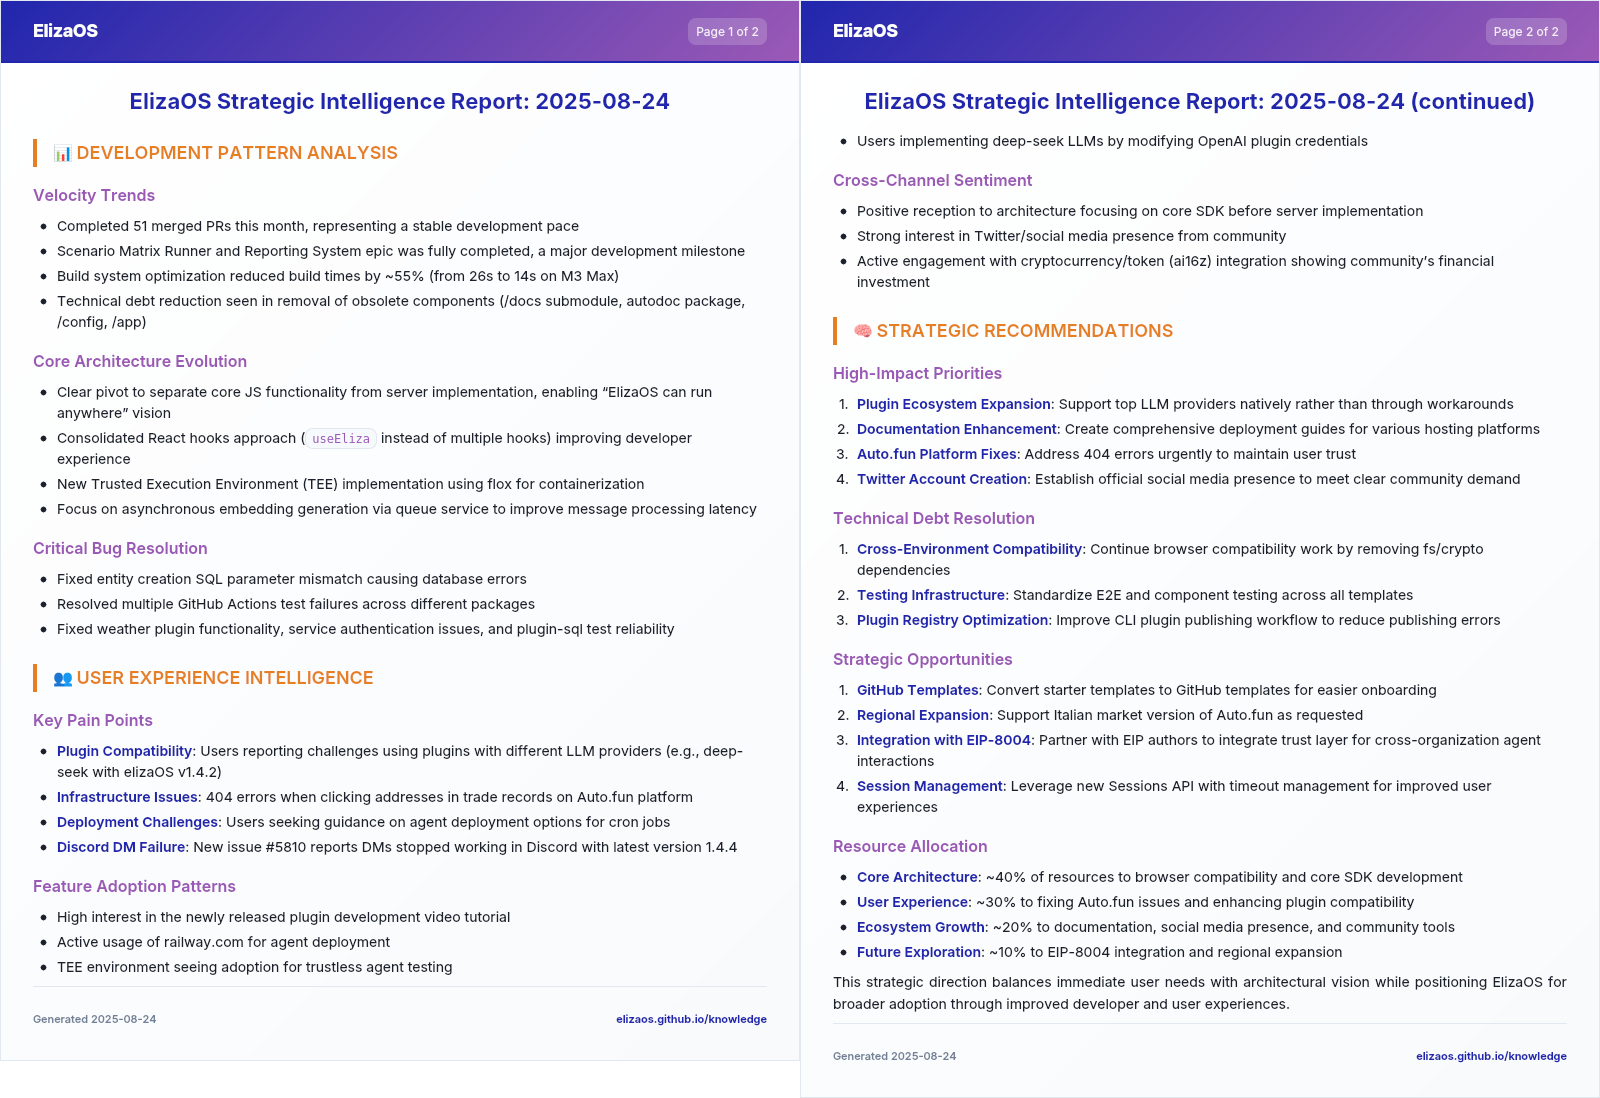 ElizaOS
Page 1 of 2
ElizaOS Strategic Intelligence Report: 2025-08-24
📊 DEVELOPMENT PATTERN ANALYSIS
Velocity Trends
• Completed 51 merged PRs this month, representing a stable development pace
• Scenario Matrix Runner and Reporting System epic was fully completed, a major development milestone
• Build system optimization reduced build times by ~55% (from 26s to 14s on M3 Max)
• Technical debt reduction seen in removal of obsolete components (/docs submodule, autodoc package,
/config, /app)
Core Architecture Evolution
• Clear pivot to separate core JS functionality from server implementation, enabling “ElizaOS can run
anywhere” vision
• Consolidated React hooks approach (useEliza instead of multiple hooks) improving developer
experience
• New Trusted Execution Environment (TEE) implementation using flox for containerization
• Focus on asynchronous embedding generation via queue service to improve message processing latency
Critical Bug Resolution
• Fixed entity creation SQL parameter mismatch causing database errors
• Resolved multiple GitHub Actions test failures across different packages
• Fixed weather plugin functionality, service authentication issues, and plugin-sql test reliability
👥 USER EXPERIENCE INTELLIGENCE
Key Pain Points
• Plugin Compatibility: Users reporting challenges using plugins with different LLM providers (e.g., deep-
seek with elizaOS v1.4.2)
• Infrastructure Issues: 404 errors when clicking addresses in trade records on Auto.fun platform
• Deployment Challenges: Users seeking guidance on agent deployment options for cron jobs
• Discord DM Failure: New issue #5810 reports DMs stopped working in Discord with latest version 1.4.4
Feature Adoption Patterns
• High interest in the newly released plugin development video tutorial
• Active usage of railway.com for agent deployment
• TEE environment seeing adoption for trustless agent testing
Generated 2025-08-24
elizaos.github.io/knowledge
ElizaOS
Page 2 of 2
ElizaOS Strategic Intelligence Report: 2025-08-24 (continued)
• Users implementing deep-seek LLMs by modifying OpenAI plugin credentials
Cross-Channel Sentiment
• Positive reception to architecture focusing on core SDK before server implementation
• Strong interest in Twitter/social media presence from community
• Active engagement with cryptocurrency/token (ai16z) integration showing community’s financial
investment
🧠 STRATEGIC RECOMMENDATIONS
High-Impact Priorities
1. Plugin Ecosystem Expansion: Support top LLM providers natively rather than through workarounds
2. Documentation Enhancement: Create comprehensive deployment guides for various hosting platforms
3. Auto.fun Platform Fixes: Address 404 errors urgently to maintain user trust
4. Twitter Account Creation: Establish official social media presence to meet clear community demand
Technical Debt Resolution
1. Cross-Environment Compatibility: Continue browser compatibility work by removing fs/crypto
dependencies
2. Testing Infrastructure: Standardize E2E and component testing across all templates
3. Plugin Registry Optimization: Improve CLI plugin publishing workflow to reduce publishing errors
Strategic Opportunities
1. GitHub Templates: Convert starter templates to GitHub templates for easier onboarding
2. Regional Expansion: Support Italian market version of Auto.fun as requested
3. Integration with EIP-8004: Partner with EIP authors to integrate trust layer for cross-organization agent
interactions
4. Session Management: Leverage new Sessions API with timeout management for improved user
experiences
Resource Allocation
• Core Architecture: ~40% of resources to browser compatibility and core SDK development
• User Experience: ~30% to fixing Auto.fun issues and enhancing plugin compatibility
• Ecosystem Growth: ~20% to documentation, social media presence, and community tools
• Future Exploration: ~10% to EIP-8004 integration and regional expansion
This strategic direction balances immediate user needs with architectural vision while positioning ElizaOS for
broader adoption through improved developer and user experiences.
Generated 2025-08-24
elizaos.github.io/knowledge